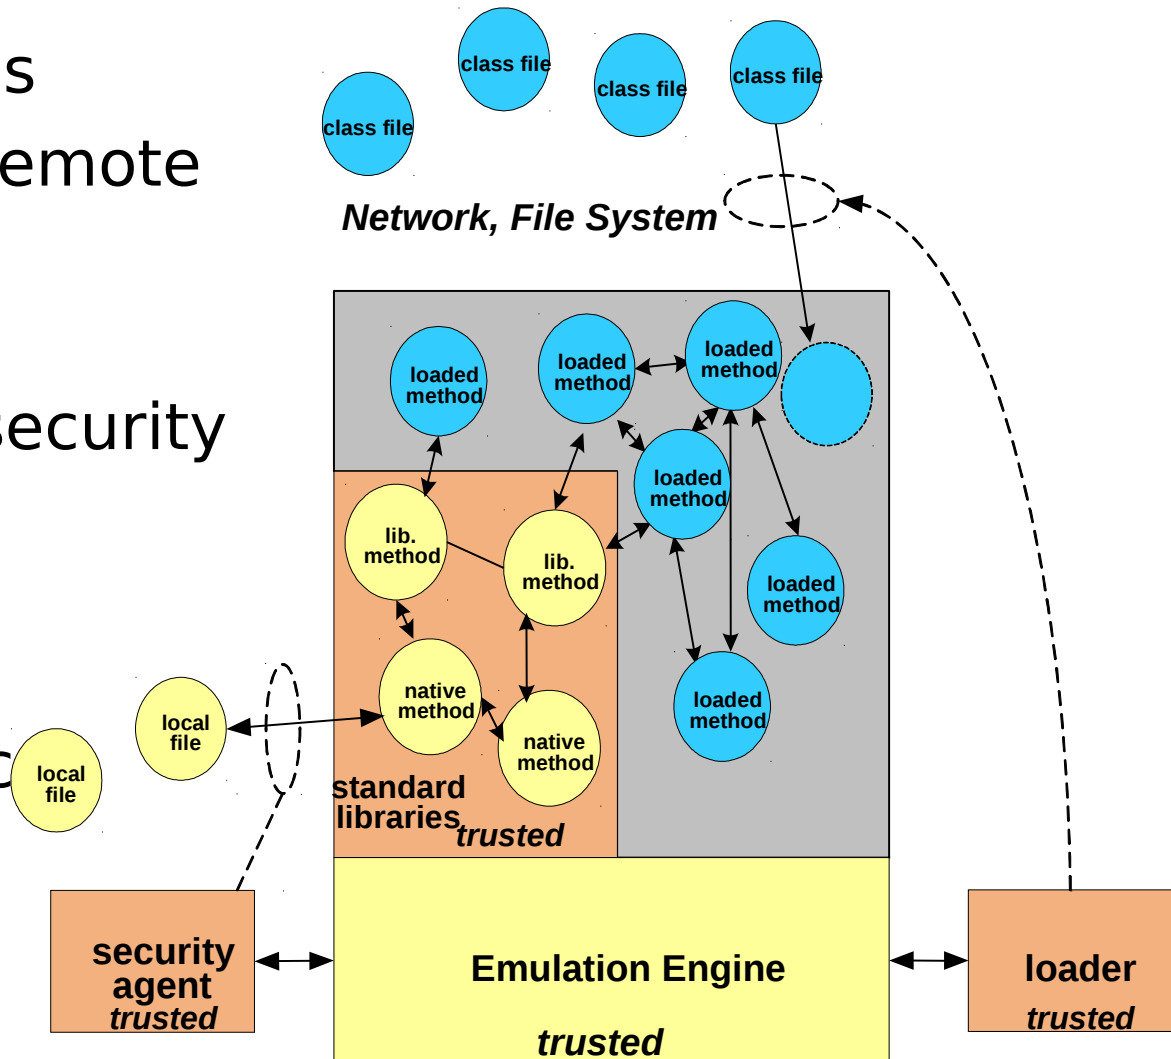 s
emote
security
c
class file
class file
class file
class file
Network, File System
loaded
method
loaded
method
loaded
method
loaded
method
loaded
method
loaded
method
lib.
method
lib.
method
native
method
native
method
local
file
local
file
standard
libraries
trusted
security
agent
trusted
Emulation Engine
trusted
loader
trusted